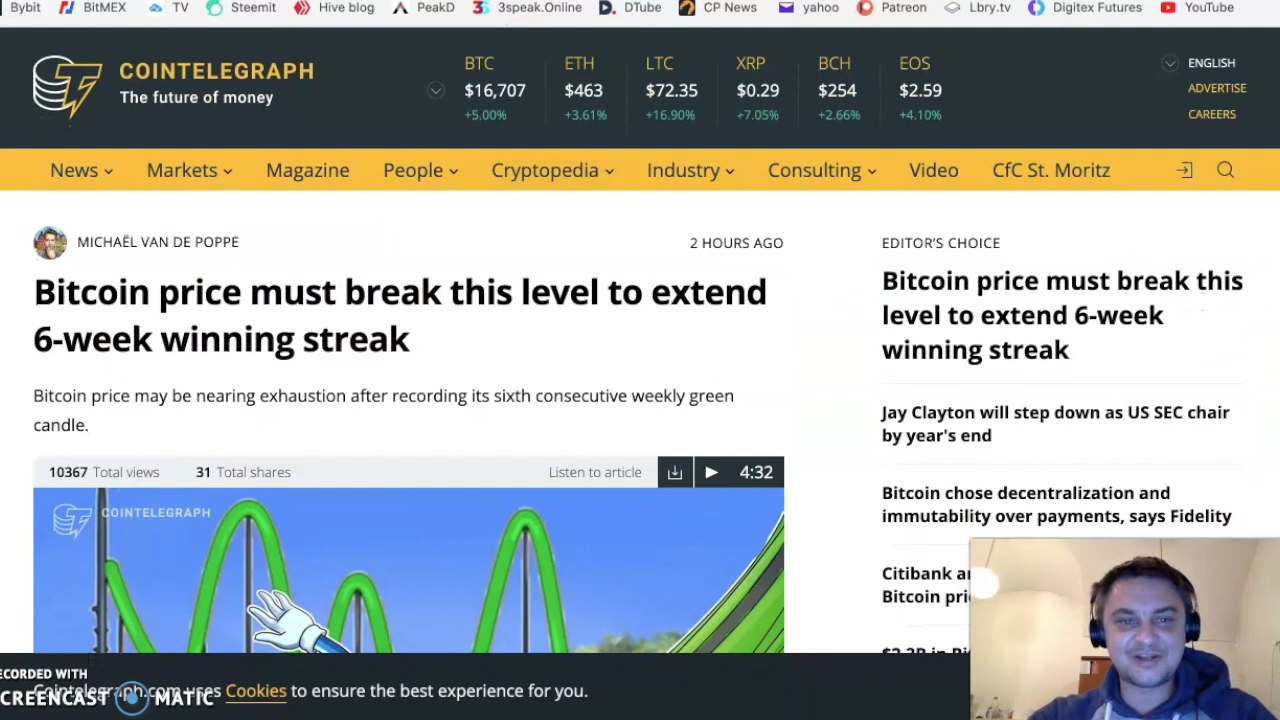 Bybit BitMEX TV Steemit Hive blog PeakD 3speak.Online DTube CP News yahoo Patreon Lbry.tv Digitex Futures YouTube
COINTELEGRAPH
The future of money
BTC ETH LTC XRP BCH EOS
$16,707 $463 $72.35 $0.29 $254 $2.59
+5.00% +3.61% +16.90% +7.05% +2.66% +4.10%
ENGLISH
ADVERTISE
CAREERS
News Markets Magazine People Cryptopedia Industry Consulting Video CfC St. Moritz
MICHAËL VAN DE POPPE
2 HOURS AGO
Bitcoin price must break this level to extend
6-week winning streak
Bitcoin price may be nearing exhaustion after recording its sixth consecutive weekly green
candle.
10367 Total views 31 Total shares Listen to article 4:32
COINTELEGRAPH
EDITOR'S CHOICE
Bitcoin price must break this
level to extend 6-week
winning streak
Jay Clayton will step down as US SEC chair
by year's end
Bitcoin chose decentralization and
immutability over payments, says Fidelity
Citibank
Bitcoin
RECORDED WITH
SCREENCAST MATIC
Cointelegraph.com uses Cookies to ensure the best experience for you.